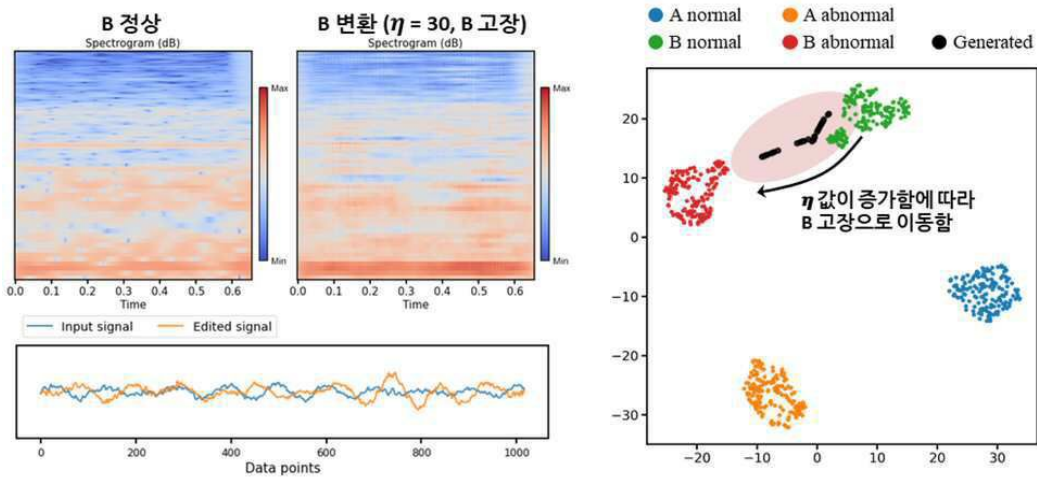 B 정상
Spectrogram (dB)
Max
Min
0.0 0.1 0.2 0.3 0.4 0.5 0.6
Time
B 변환 (η = 30, B 고장)
Spectrogram (dB)
Max
Min
0.0 0.1 0.2 0.3 0.4 0.5 0.6
Time
Input signal Edited signal
0 200 400 600 800 1000
Data points
A normal A abnormal
B normal B abnormal Generated
20
10
0
−10
−20
−30
η 값이 증가함에 따라
B 고장으로 이동함
−20 −10 0 10 20 30